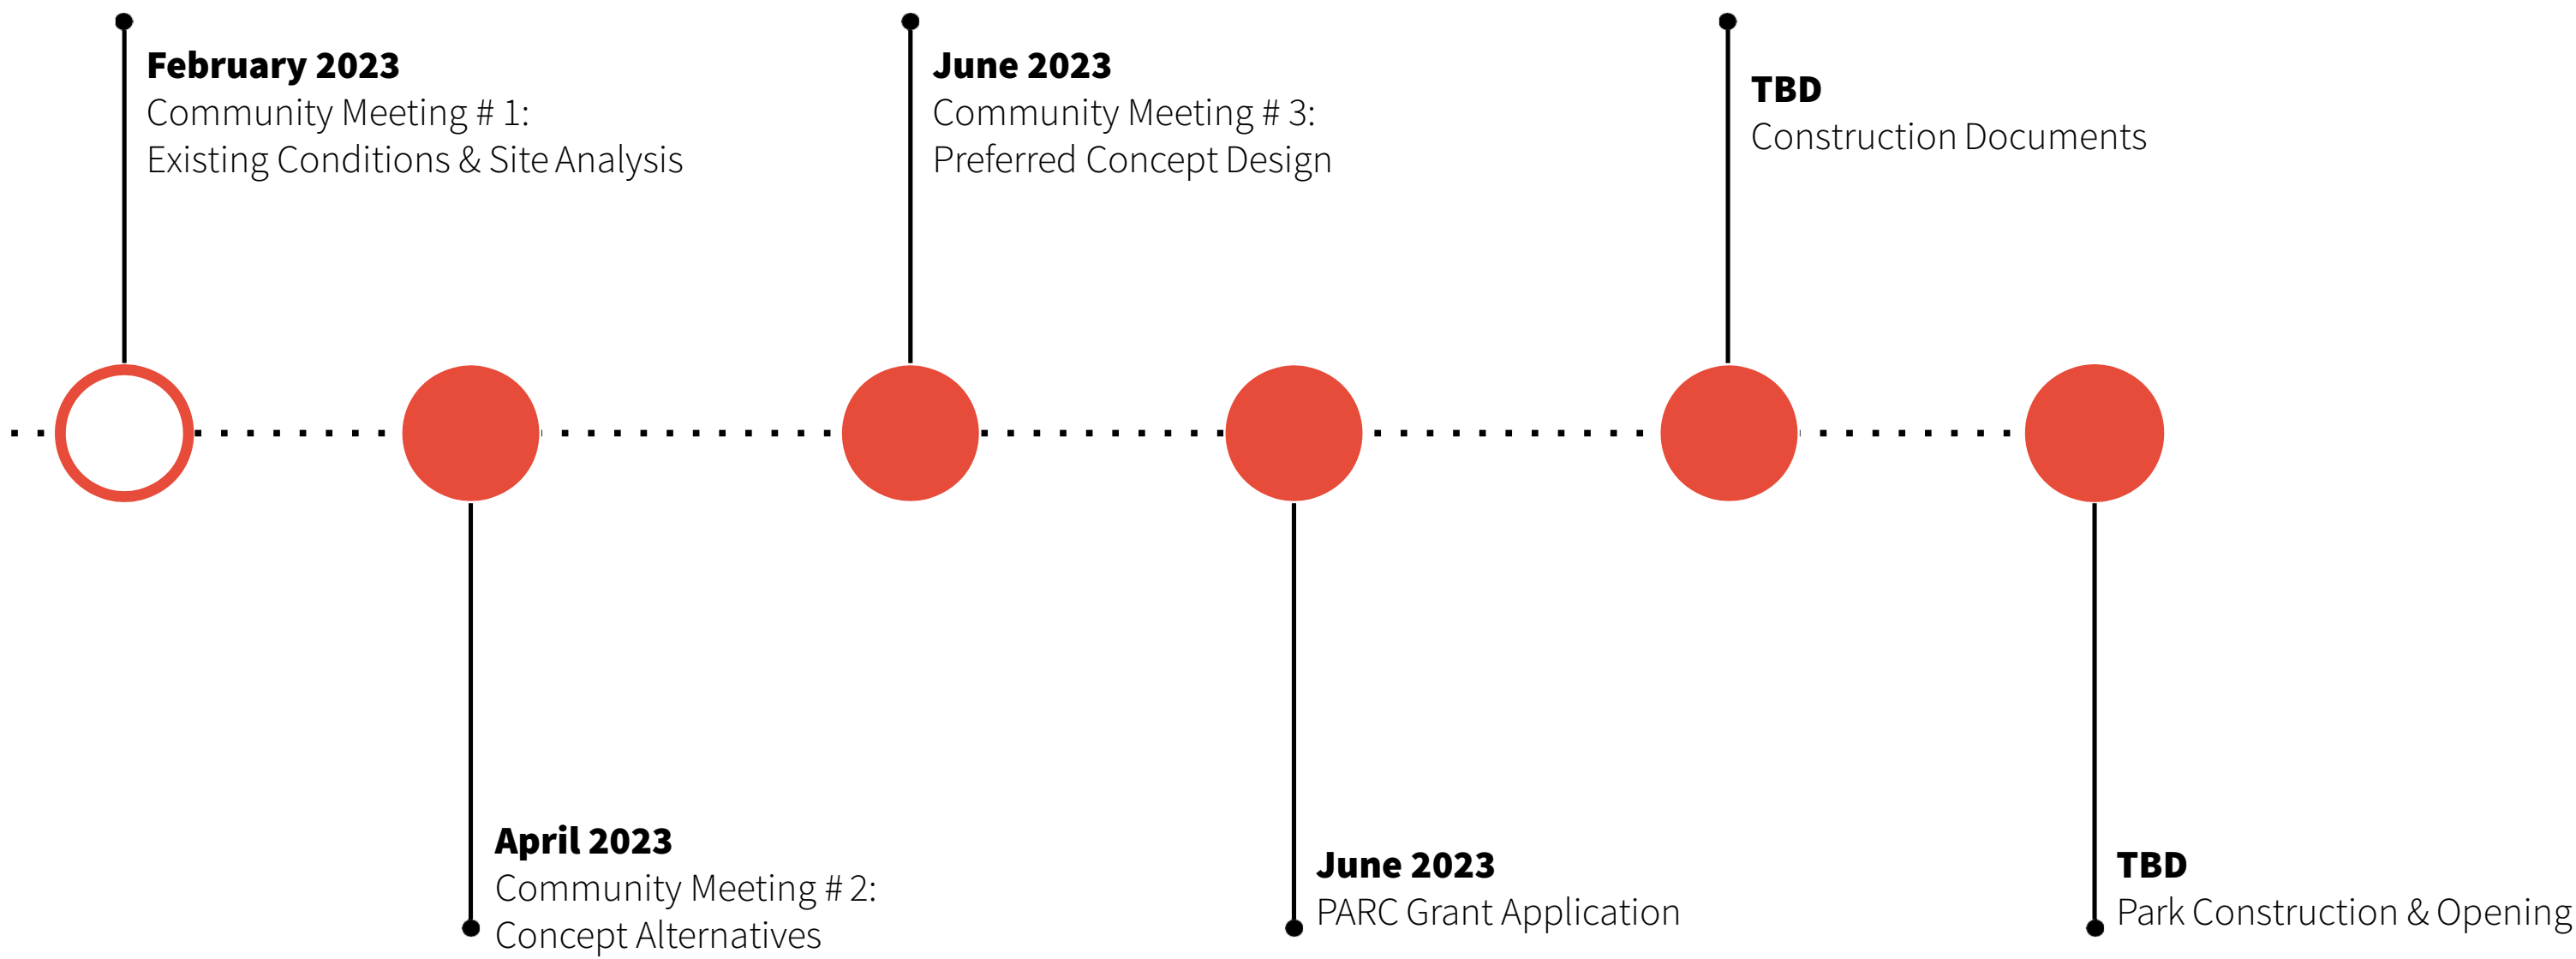 February 2023
Community Meeting # 1:
Existing Conditions & Site Analysis
April 2023
Community Meeting # 2:
Concept Alternatives
June 2023
Community Meeting # 3:
Preferred Concept Design
June 2023
PARC Grant Application
TBD
Construction Documents
TBD
Park Construction & Opening